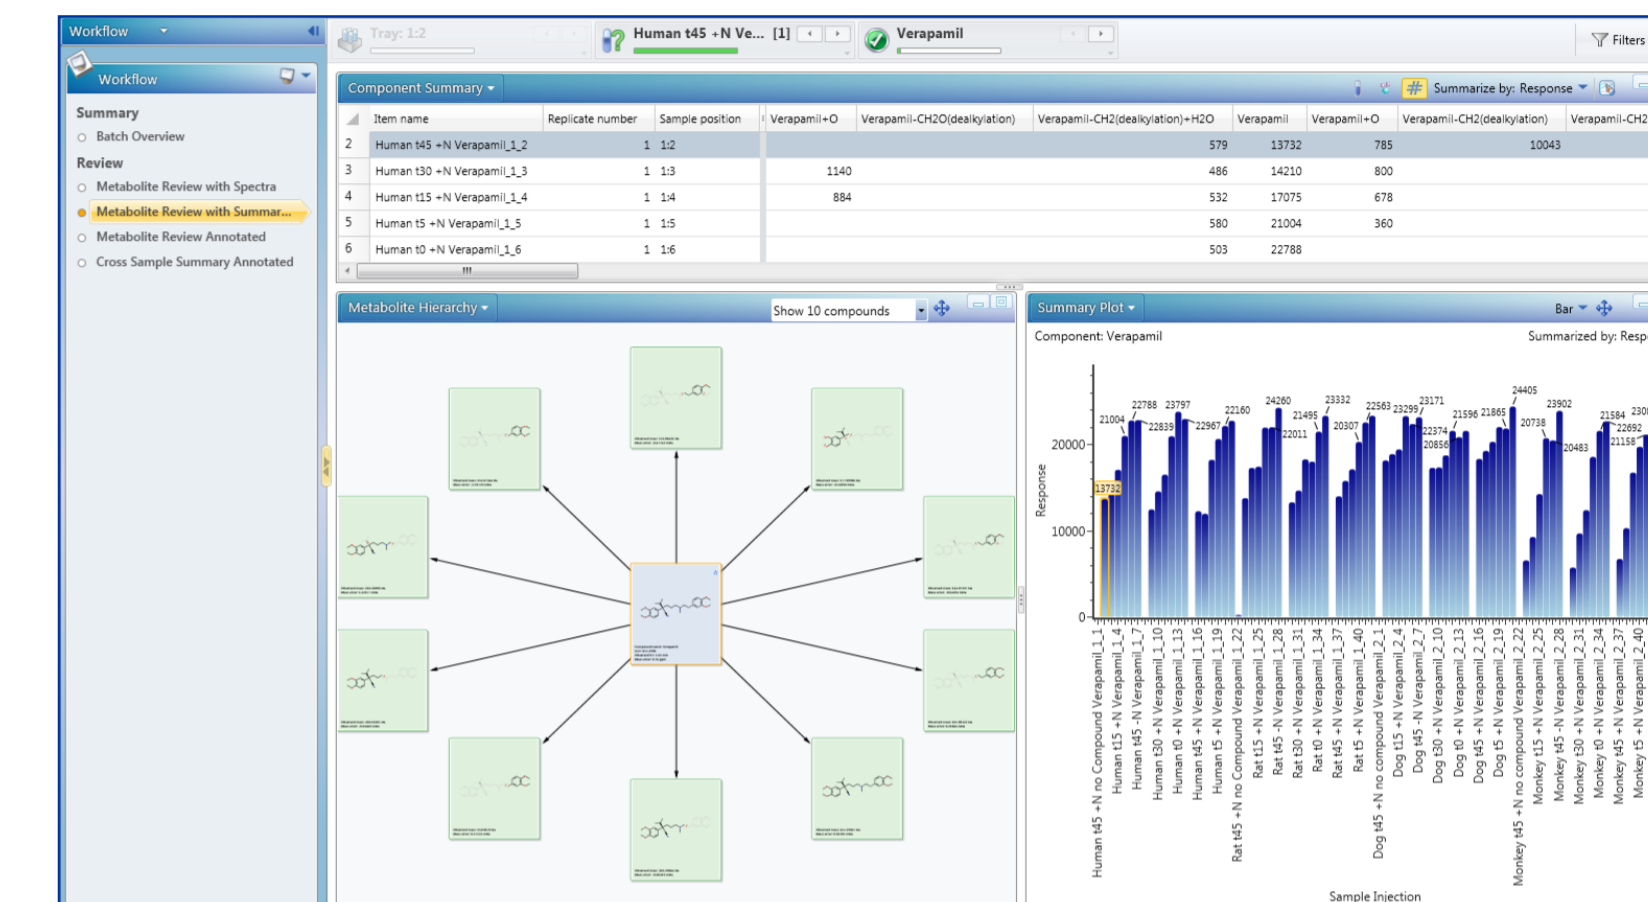 Workflow
Tray: 1:2
Human t45 +N Ve... [1]
Verapamil
Filters
Workflow
Summary
Batch Overview
Review
Metabolite Review with Spectra
Metabolite Review with Summar...
Metabolite Review Annotated
Cross Sample Summary Annotated
Component Summary
Summarize by: Response
Item name Replicate number Sample position Verapamil+O Verapamil-CH2O(dealkylation) Verapamil-CH2(dealkylation)+H2O Verapamil Verapamil+O Verapamil-CH2(dealkylation) Verapamil-CH2
2 Human t45 +N Verapamil_1_2 1 1:2 579 13732 785 10043
3 Human t30 +N Verapamil_1_3 1 1:3 1140 486 14210 800
4 Human t15 +N Verapamil_1_4 1 1:4 884 532 17075 678
5 Human t5 +N Verapamil_1_5 1 1:5 580 21004 360
6 Human t0 +N Verapamil_1_6 1 1:6 503 22788
Metabolite Hierarchy
Show 10 compounds
Summary Plot
Bar
Component: Verapamil
Summarized by: Resp
Response
20000
10000
0
13732
21004
22788
22839
23797
22967
22160
24260
22011
21495
23332
20307
22563
23299
23171
22374
20856
21596
21865
24405
20738
23902
20483
21584
22692
21158
Human t45 +N no Compound Verapamil_1_1
Human t15 +N Verapamil_1_4
Human t45 -N Verapamil_1_7
Human t30 +N Verapamil_1_10
Human t0 +N Verapamil_1_13
Human t45 +N Verapamil_1_16
Human t5 +N Verapamil_1_19
Rat t45 +N no Compound Verapamil_1_22
Rat t15 +N Verapamil_1_25
Rat t45 -N Verapamil_1_28
Rat t30 +N Verapamil_1_31
Rat t0 +N Verapamil_1_34
Rat t45 +N Verapamil_1_37
Rat t5 +N Verapamil_1_40
Dog t45 +N no compound Verapamil_2_1
Dog t15 +N Verapamil_2_4
Dog t45 -N Verapamil_2_7
Dog t30 +N Verapamil_2_10
Dog t0 +N Verapamil_2_13
Dog t45 +N Verapamil_2_16
Dog t5 +N Verapamil_2_19
Monkey t45 +N no compound Verapamil_2_22
Monkey t15 +N Verapamil_2_25
Monkey t45 -N Verapamil_2_28
Monkey t30 +N Verapamil_2_31
Monkey t0 +N Verapamil_2_34
Monkey t45 +N Verapamil_2_37
Monkey t5 +N Verapamil_2_40
Sample Injection